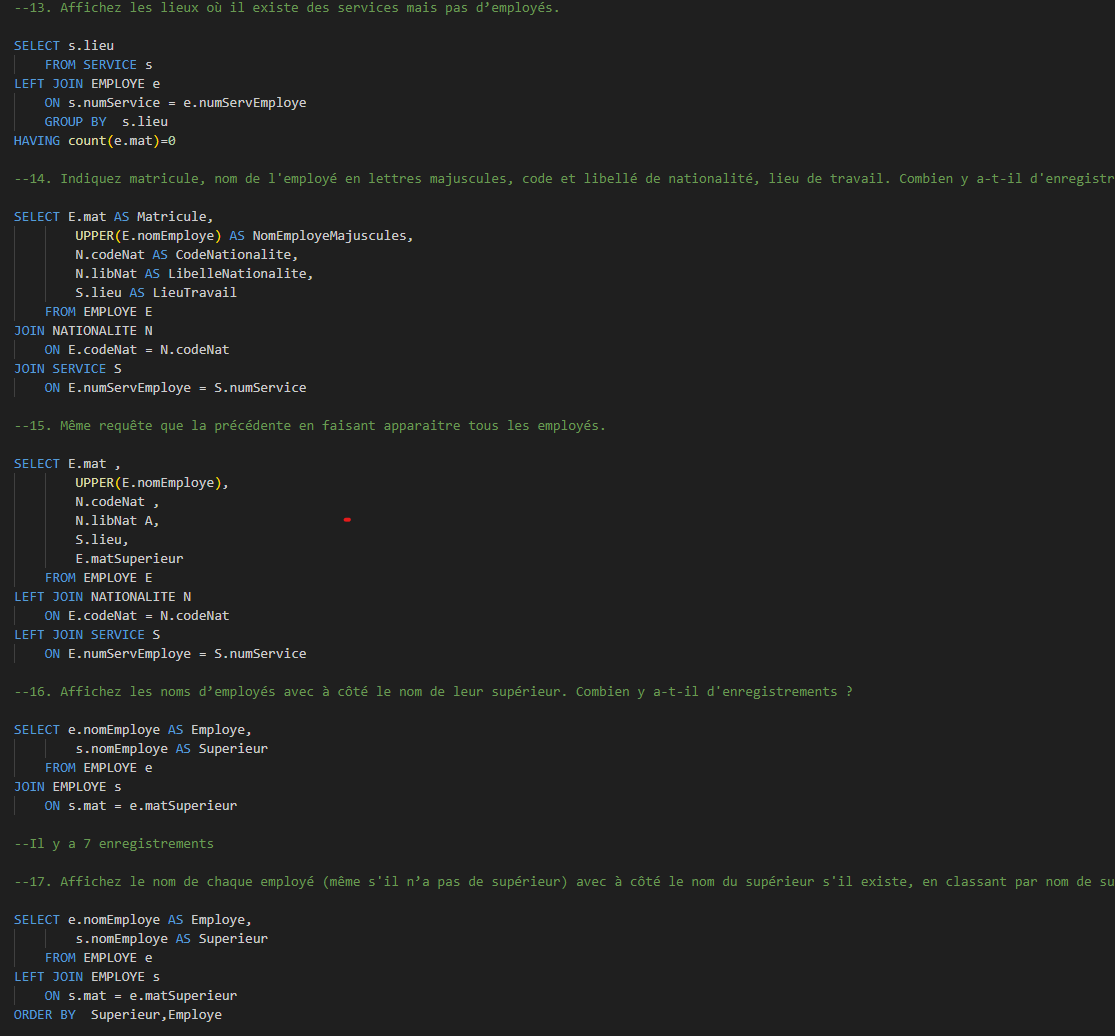 --13. Affichez les lieux où il existe des services mais pas d’employés.
SELECT s.lieu
FROM SERVICE s
LEFT JOIN EMPLOYE e
ON s.numService = e.numServEmploye
GROUP BY  s.lieu
HAVING count(e.mat)=0
--14. Indiquez matricule, nom de l'employé en lettres majuscules, code et libellé de nationalité, lieu de travail. Combien y a-t-il d'enregistr
SELECT E.mat AS Matricule,
UPPER(E.nomEmploye) AS NomEmployeMajuscules,
N.codeNat AS CodeNationalite,
N.libNat AS LibelleNationalite,
S.lieu AS LieuTravail
FROM EMPLOYE E
JOIN NATIONALITE N
ON E.codeNat = N.codeNat
JOIN SERVICE S
ON E.numServEmploye = S.numService
--15. Même requête que la précédente en faisant apparaitre tous les employés.
SELECT E.mat ,
UPPER(E.nomEmploye),
N.codeNat ,
N.libNat A,
S.lieu,
E.matSuperieur
FROM EMPLOYE E
LEFT JOIN NATIONALITE N
ON E.codeNat = N.codeNat
LEFT JOIN SERVICE S
ON E.numServEmploye = S.numService
--16. Affichez les noms d’employés avec à côté le nom de leur supérieur. Combien y a-t-il d'enregistrements ?
SELECT e.nomEmploye AS Employe,
s.nomEmploye AS Superieur
FROM EMPLOYE e
JOIN EMPLOYE s
ON s.mat = e.matSuperieur
--Il y a 7 enregistrements
--17. Affichez le nom de chaque employé (même s'il n’a pas de supérieur) avec à côté le nom du supérieur s'il existe, en classant par nom de su
SELECT e.nomEmploye AS Employe,
s.nomEmploye AS Superieur
FROM EMPLOYE e
LEFT JOIN EMPLOYE s
ON s.mat = e.matSuperieur
ORDER BY  Superieur,Employe